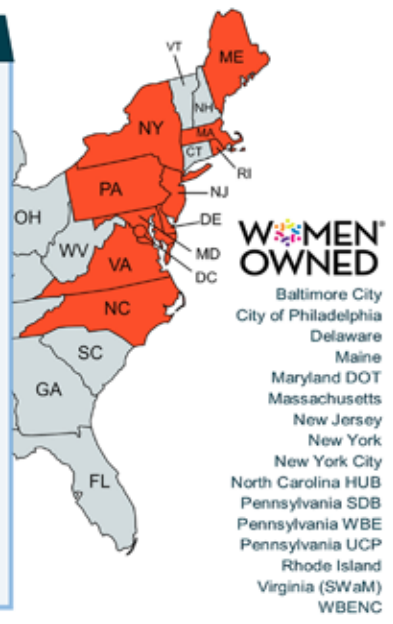 VT
ME
NH
NY
MA
CT
RI
PA
NJ
OH
DE
WV
MD
VA
DC
NC
SC
GA
FL
WOMEN®
OWNED
Baltimore City
City of Philadelphia
Delaware
Maine
Maryland DOT
Massachusetts
New Jersey
New York
New York City
North Carolina HUB
Pennsylvania SDB
Pennsylvania WBE
Pennsylvania UCP
Rhode Island
Virginia (SWaM)
WBENC